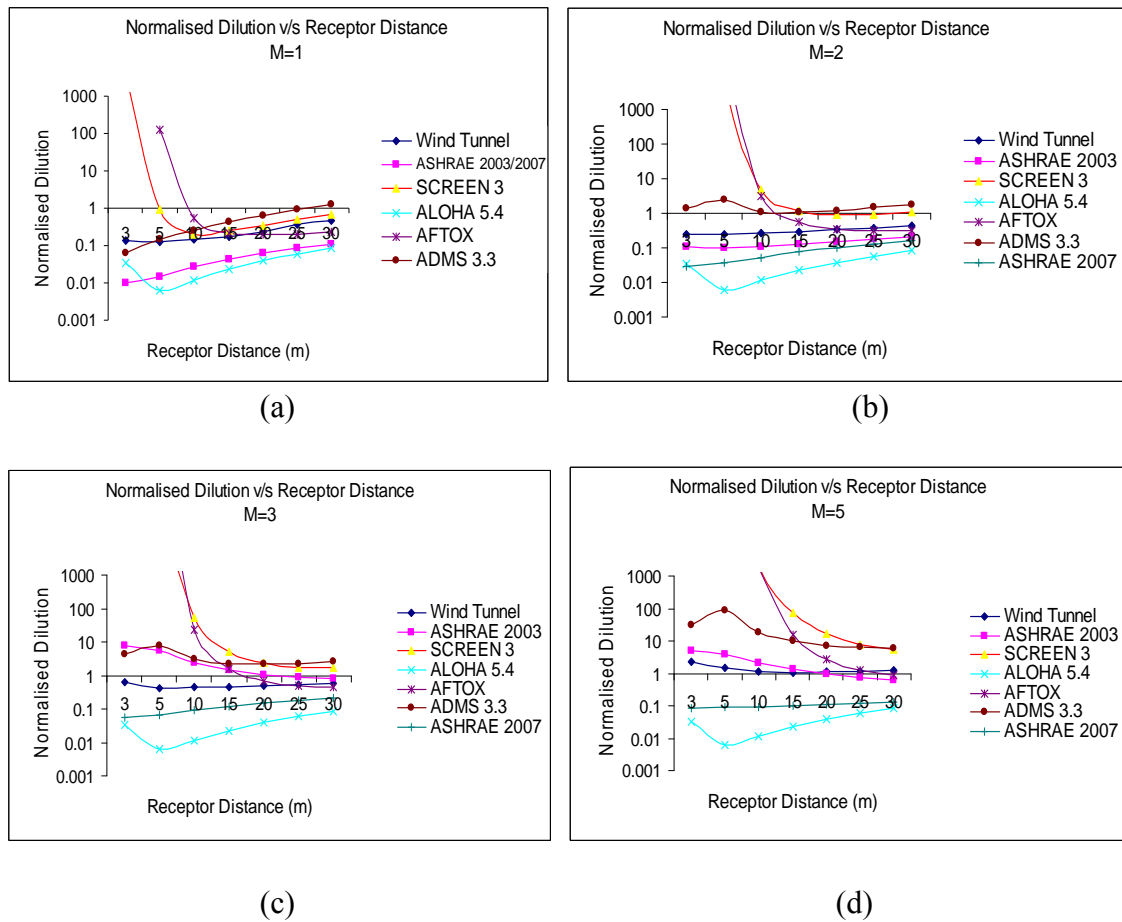 Normalised Dilution v/s Receptor Distance
M=1
Normalised Dilution
1000
100
10
1
0.1
0.01
0.001
3 5 10 15 20 25 30
Receptor Distance (m)
Wind Tunnel
ASHRAE 2003/2007
SCREEN 3
ALOHA 5.4
AFTOX
ADMS 3.3
(a)
Normalised Dilution v/s Receptor Distance
M=2
Normalised Dilution
1000
100
10
1
0.1
0.01
0.001
3 5 10 15 20 25 30
Receptor Distance (m)
Wind Tunnel
ASHRAE 2003
SCREEN 3
ALOHA 5.4
AFTOX
ADMS 3.3
ASHRAE 2007
(b)
Normalised Dilution v/s Receptor Distance
M=3
Normalised Dilution
1000
100
10
1
0.1
0.01
0.001
3 5 10 15 20 25 30
Receptor Distance (m)
Wind Tunnel
ASHRAE 2003
SCREEN 3
ALOHA 5.4
AFTOX
ADMS 3.3
ASHRAE 2007
(c)
Normalised Dilution v/s Receptor Distance
M=5
Normalised Dilution
1000
100
10
1
0.1
0.01
0.001
3 5 10 15 20 25 30
Receptor Distance (m)
Wind Tunnel
ASHRAE 2003
SCREEN 3
ALOHA 5.4
AFTOX
ADMS 3.3
ASHRAE 2007
(d)